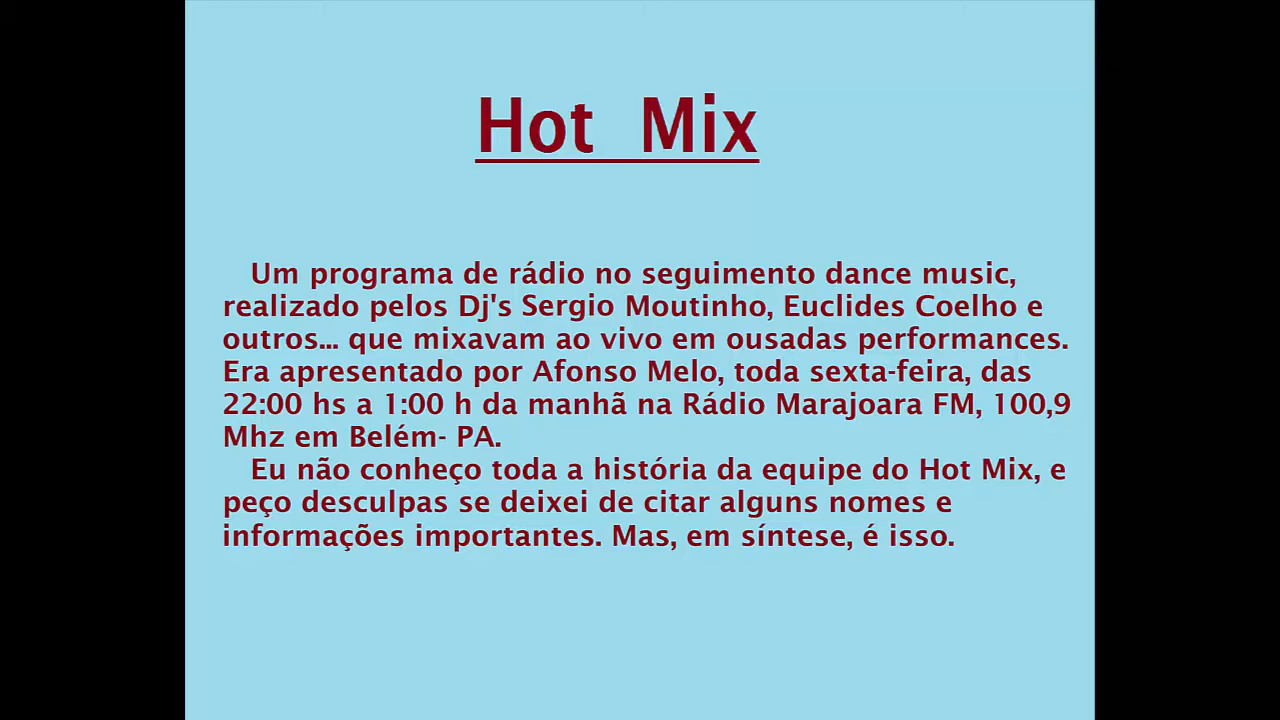 Hot Mix
Um programa de rádio no seguimento dance music,
realizado pelos Dj's Sergio Moutinho, Euclides Coelho e
outros... que mixavam ao vivo em ousadas performances.
Era apresentado por Afonso Melo, toda sexta-feira, das
22:00 hs a 1:00 h da manhã na Rádio Marajoara FM, 100,9
Mhz em Belém- PA.
Eu não conheço toda a história da equipe do Hot Mix, e
peço desculpas se deixei de citar alguns nomes e
informações importantes. Mas, em síntese, é isso.